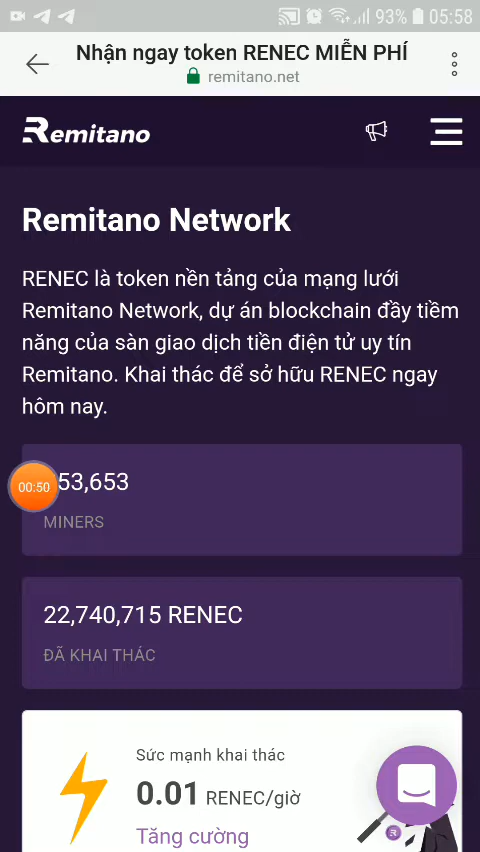 93% 05:58
Nhận ngay token RENEC MIỄN PHÍ
remitano.net
Remitano
Remitano Network
RENEC là token nền tảng của mạng lưới
Remitano Network, dự án blockchain đầy tiềm
năng của sàn giao dịch tiền điện tử uy tín
Remitano. Khai thác để sở hữu RENEC ngay
hôm nay.
53,653
00:50
MINERS
22,740,715 RENEC
ĐÃ KHAI THÁC
Sức mạnh khai thác
0.01 RENEC/giờ
Tăng cường